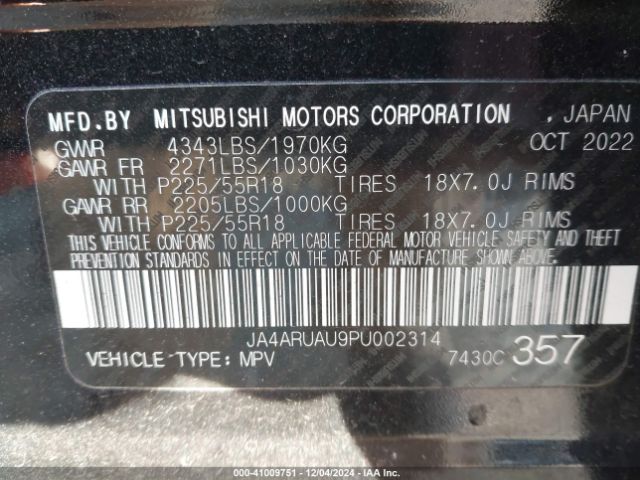 MFD.BY MITSUBISHI MOTORS CORPORATION . JAPAN
GVWR 4343LBS/1970KG OCT 2022
GAWR FR 2271LBS/1030KG
WITH P225/55R18 TIRES 18X7.0J RIMS
GAWR RR 2205LBS/1000KG
WITH P225/55R18 TIRES 18X7.0J RIMS
THIS VEHICLE CONFORMS TO ALL APPLICABLE FEDERAL MOTOR VEHICLE SAFETY AND THEFT
PREVENTION STANDARDS IN EFFECT ON THE DATE OF MANUFACTURE SHOWN ABOVE.
JA4ARUAU9PU002314
VEHICLE TYPE: MPV 7430C 357
000-41009751 - 12/04/2024 - IAA Inc.